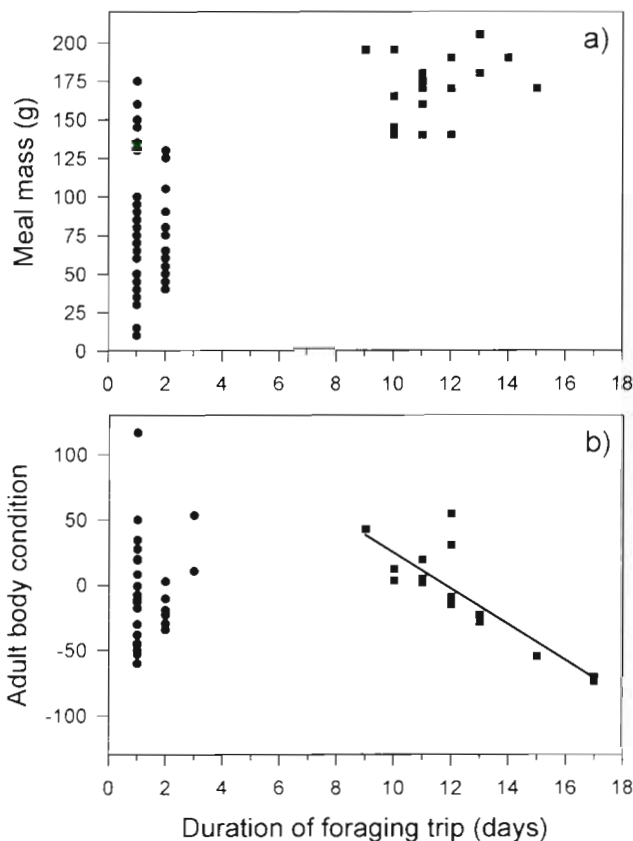 a)
Meal mass (g)
200
175
150
125
100
75
50
25
0
0 2 4 6 8 10 12 14 16 18
b)
Adult body condition
100
50
0
-50
-100
0 2 4 6 8 10 12 14 16 18
Duration of foraging trip (days)